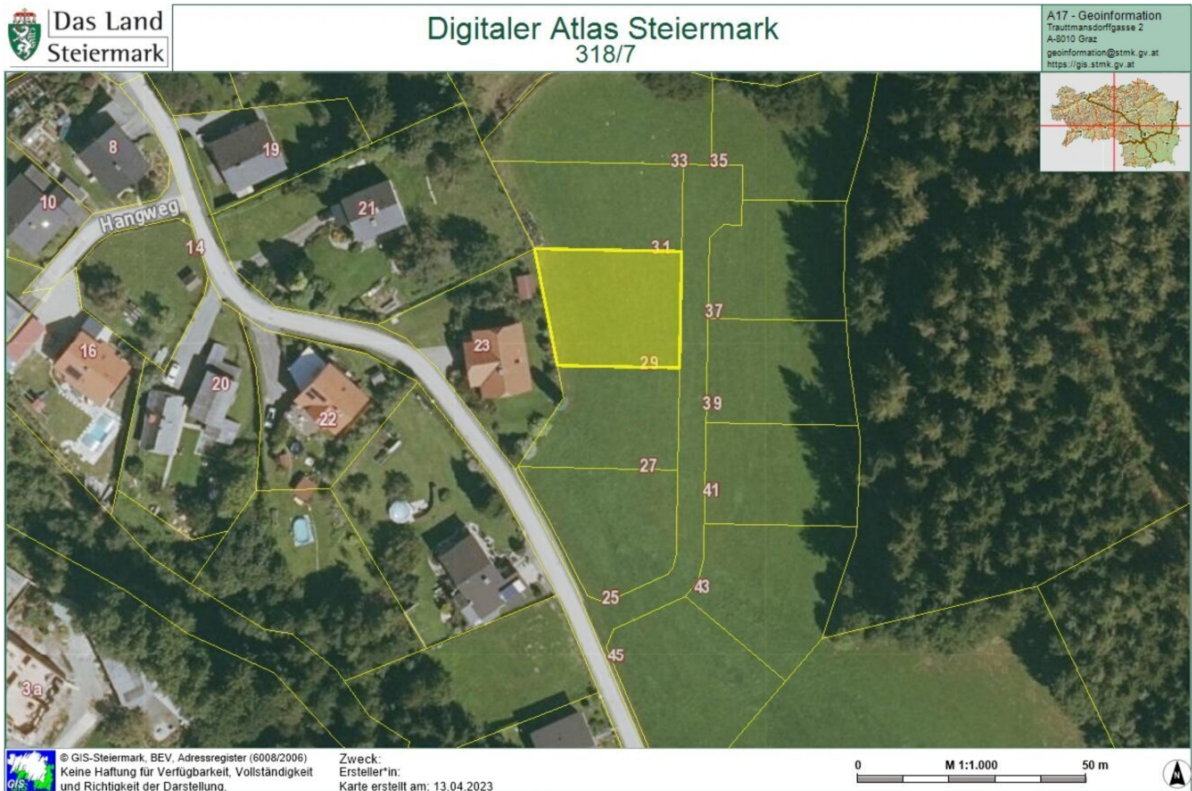 Das Land
Steiermark
Digitaler Atlas Steiermark
318/7
A17 - Geoinformation
Trauttmansdorffgasse 2
A-8010 Graz
geoinformation@stmk.gv.at
https://gis.stmk.gv.at
8
19
33
35
10
Hangweg
21
14
31
37
23
16
29
20
22
39
27
41
43
25
45
3a
GIS
© GIS-Steiermark, BEV, Adressregister (6008/2006)
Keine Haftung für Verfügbarkeit, Vollständigkeit
und Richtigkeit der Darstellung.
Zweck:
Ersteller*in:
Karte erstellt am: 13.04.2023
0 M 1:1.000 50 m
N